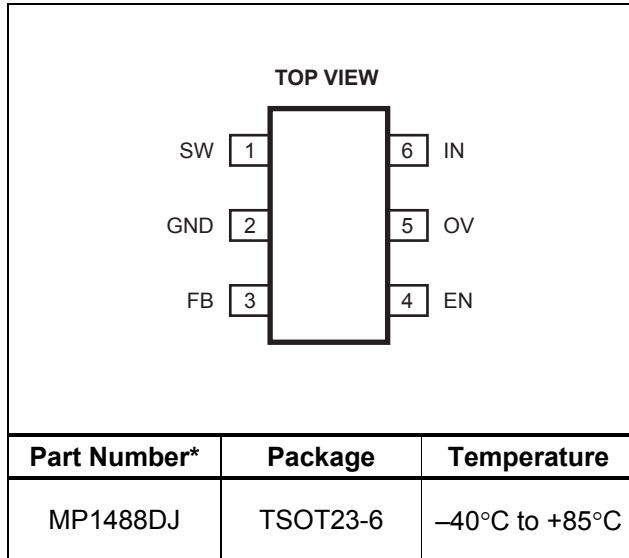 TOP VIEW
SW 1 6 IN
GND 2 5 OV
FB 3 4 EN
Part Number* Package Temperature
MP1488DJ TSOT23-6 –40°C to +85°C